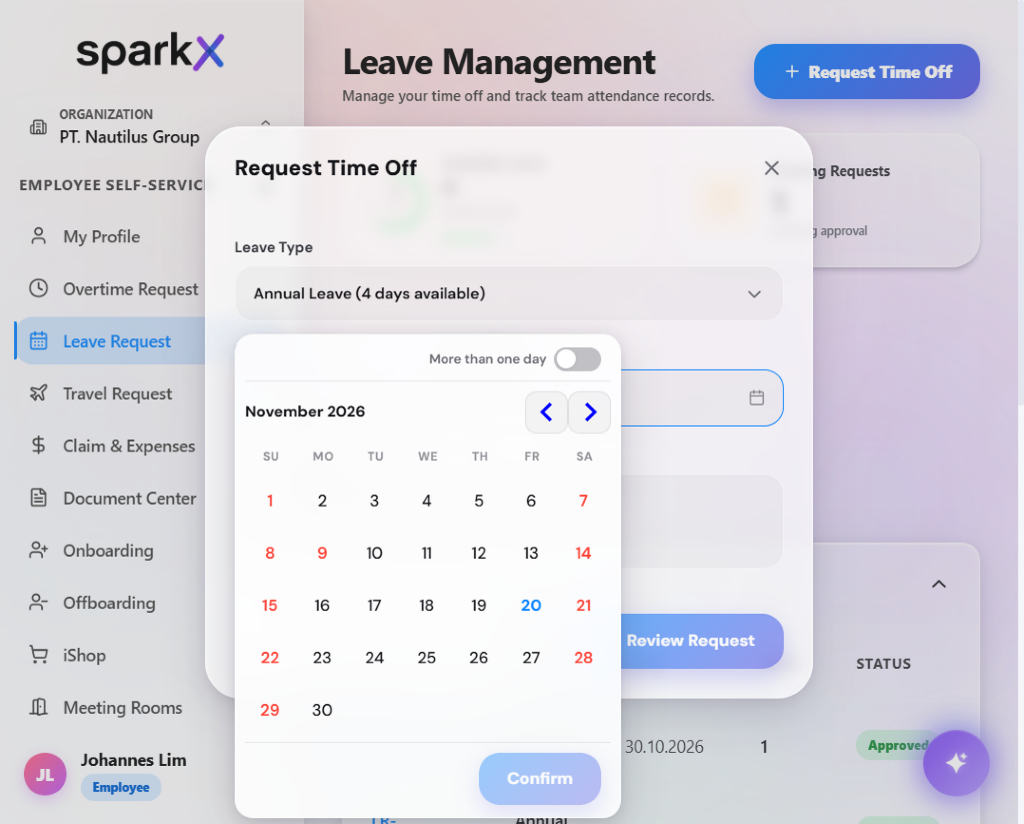 sparkX
ORGANIZATION
PT. Nautilus Group
EMPLOYEE SELF-SERVIC
My Profile
Overtime Request
Leave Request
Travel Request
Claim & Expenses
Document Center
Onboarding
Offboarding
iShop
Meeting Rooms
JL
Johannes Lim
Employee
Leave Management
Manage your time off and track team attendance records.
+ Request Time Off
ng Requests
g approval
Request Time Off
Leave Type
Annual Leave (4 days available)
More than one day
November 2026
SU MO TU WE TH FR SA
1 2 3 4 5 6 7
8 9 10 11 12 13 14
15 16 17 18 19 20 21
22 23 24 25 26 27 28
29 30
Confirm
Review Request
STATUS
30.10.2026 1 Approved
LR- Annual